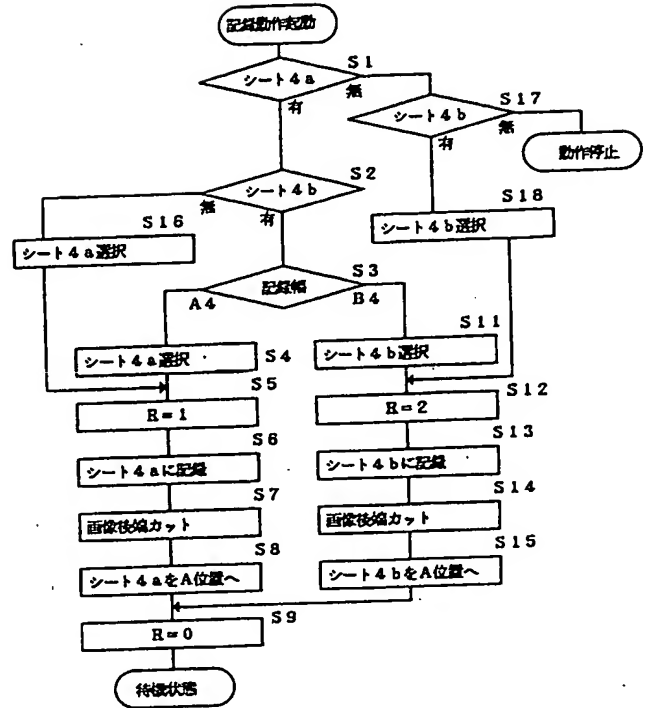 記録動作起動
S1
シート4a
無
有
S17
シート4b
無
有
動作停止
S2
シート4b
無
有
S16
シート4a選択
S18
シート4b選択
S3
記録幅
A4
B4
S4
シート4a選択
S11
シート4b選択
S5
R=1
S12
R=2
S6
シート4aに記録
S13
シート4bに記録
S7
画像後端カット
S14
画像後端カット
S8
シート4aをA位置へ
S15
シート4bをA位置へ
S9
R=0
待機状態